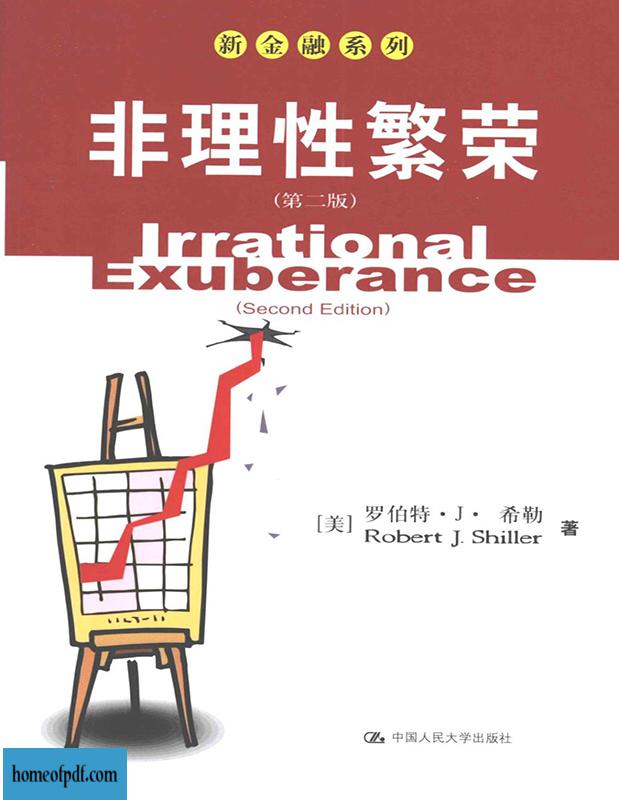 新金融系列
非理性繁荣
(第二版)
Irrational
Exuberance
(Second Edition)
[美] 罗伯特·J· 希勒 著
Robert J. Shiller
中国人民大学出版社
homeofpdf.com